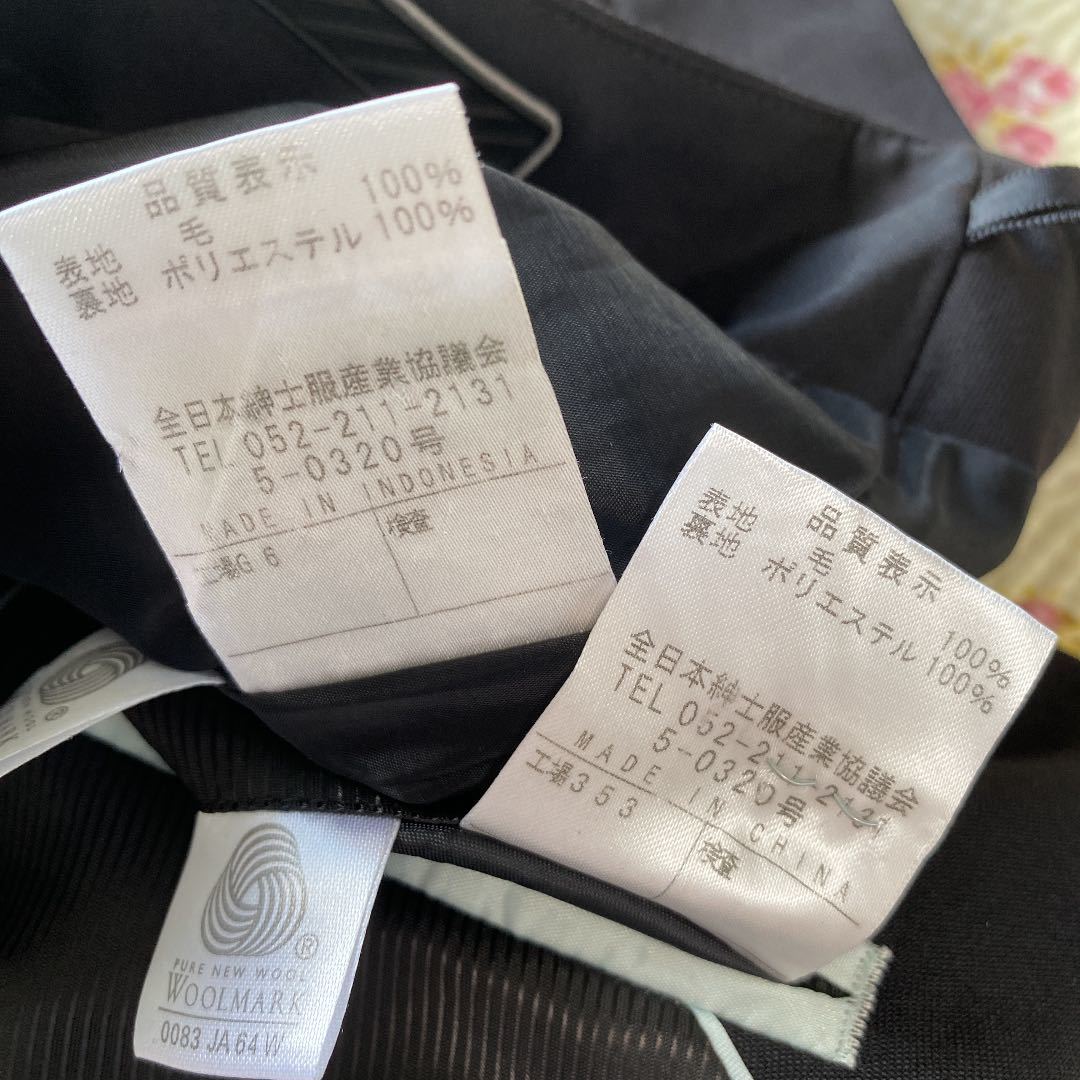 品質表示
表地 毛 100%
裏地 ポリエステル 100%
全日本紳士服産業協議会
TEL 052-211-2131
5-0320号
MADE IN INDONESIA
工場G 6 検査
品質表示
表地 毛 100%
裏地 ポリエステル 100%
全日本紳士服産業協議会
TEL 052-211-2131
5-0320号
MADE IN CHINA
工場353 検査
®
PURE NEW WOOL
WOOLMARK
0083 JA 64 W